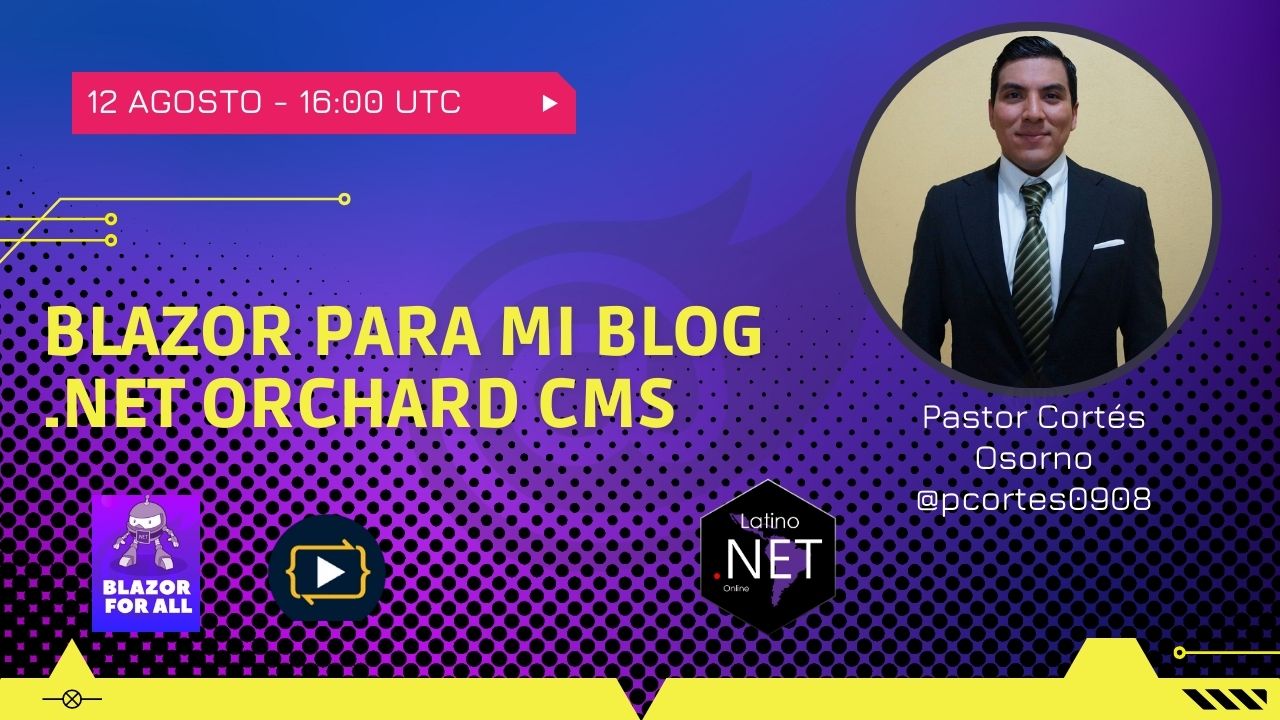 12 AGOSTO - 16:00 UTC
BLAZOR PARA MI BLOG
.NET ORCHARD CMS
Pastor Cortés
Osorno
@pcortes0908
NET
BLAZOR
FOR ALL
Latino
.NET
Online